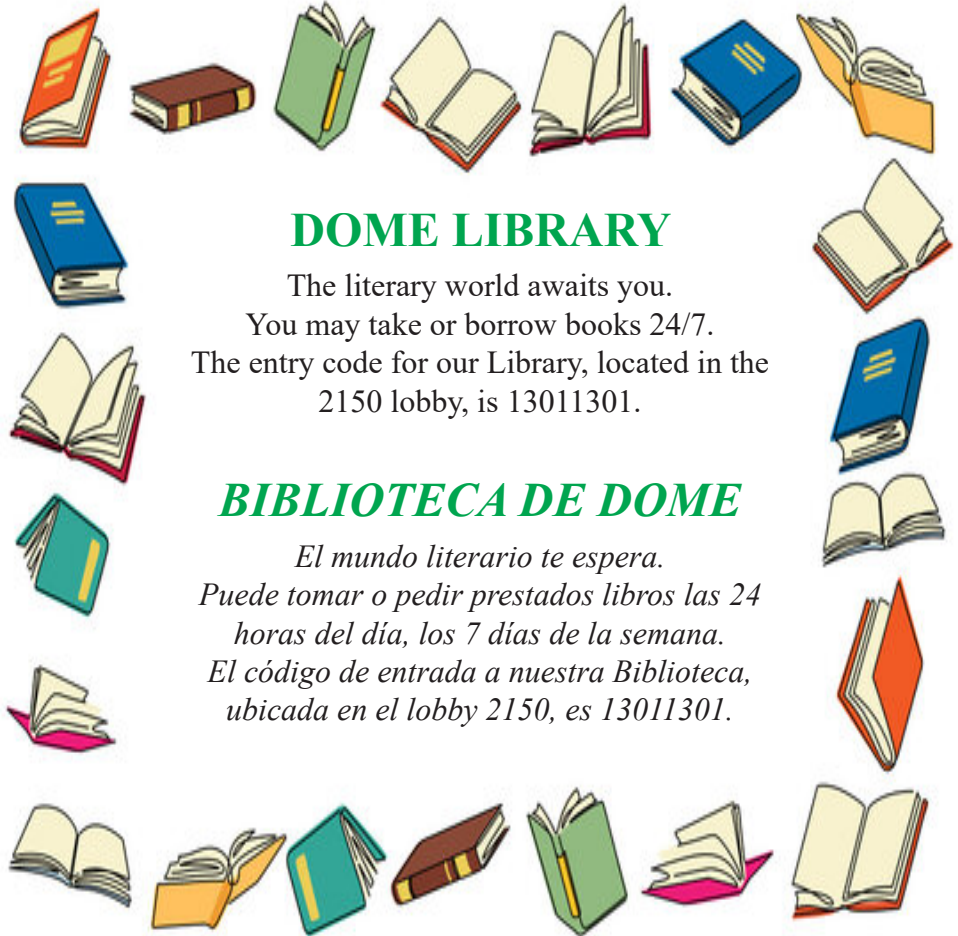 DOME LIBRARY
The literary world awaits you.
You may take or borrow books 24/7.
The entry code for our Library, located in the
2150 lobby, is 13011301.
BIBLIOTECA DE DOME
El mundo literario te espera.
Puede tomar o pedir prestados libros las 24
horas del día, los 7 días de la semana.
El código de entrada a nuestra Biblioteca,
ubicada en el lobby 2150, es 13011301.